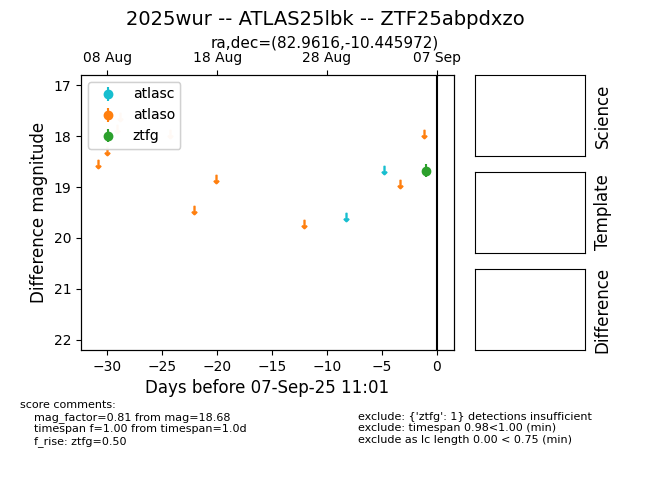 2025wur -- ATLAS25lbk -- ZTF25abpdxzo
ra,dec=(82.9616,-10.445972)
08 Aug 18 Aug 28 Aug 07 Sep
atlasc
atlaso
ztfg
17
18
19
20
21
22
Difference magnitude
−30 −25 −20 −15 −10 −5 0
Days before 07-Sep-25 11:01
Science
Template
Difference
score comments:
mag_factor=0.81 from mag=18.68
timespan f=1.00 from timespan=1.0d
f_rise: ztfg=0.50
exclude: {'ztfg': 1} detections insufficient
exclude: timespan 0.98<1.00 (min)
exclude as lc length 0.00 < 0.75 (min)